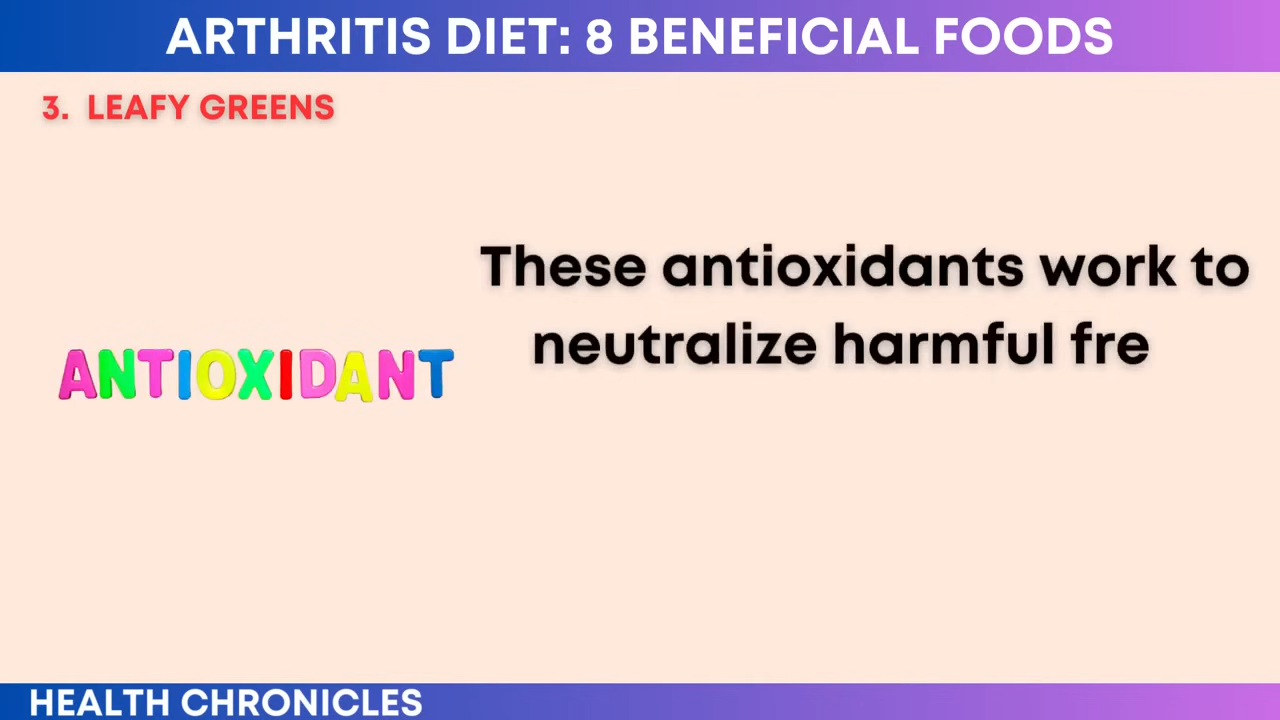 ARTHRITIS DIET: 8 BENEFICIAL FOODS
3. LEAFY GREENS
These antioxidants work to
neutralize harmful fre
ANTIOXIDANT
HEALTH CHRONICLES